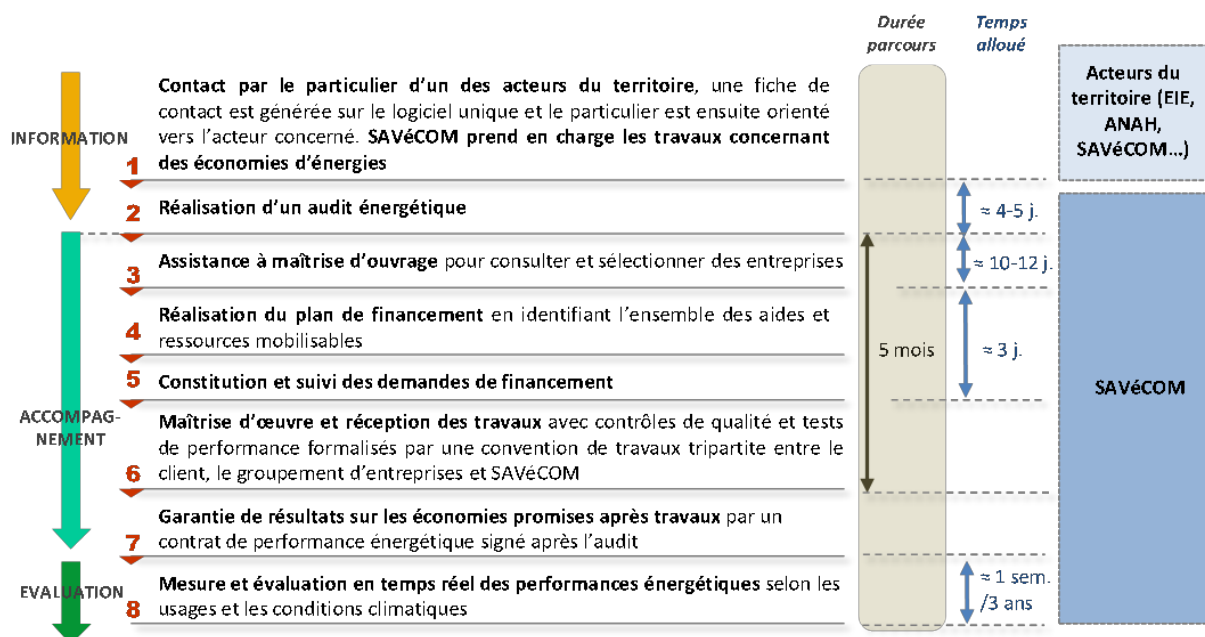 Durée
parcours
Temps
alloué
Contact par le particulier d'un des acteurs du territoire, une fiche de
contact est générée sur le logiciel unique et le particulier est ensuite orienté
vers l'acteur concerné. SAVéCOM prend en charge les travaux concernant
des économies d'énergies
INFORMATION
1
Acteurs du
territoire (EIE,
ANAH,
SAVéCOM...)
2
Réalisation d'un audit énergétique
≈ 4-5 j.
3
Assistance à maîtrise d'ouvrage pour consulter et sélectionner des entreprises
≈ 10-12 j.
Réalisation du plan de financement en identifiant l'ensemble des aides et
4
ressources mobilisables
5 mois
≈ 3 j.
5
Constitution et suivi des demandes de financement
SAVéCOM
ACCOMPAG-
NEMENT
Maîtrise d'œuvre et réception des travaux avec contrôles de qualité et tests
de performance formalisés par une convention de travaux tripartite entre le
6
client, le groupement d'entreprises et SAVéCOM
Garantie de résultats sur les économies promises après travaux par un
7
contrat de performance énergétique signé après l'audit
EVALUATION
Mesure et évaluation en temps réel des performances énergétiques selon les
8
usages et les conditions climatiques
≈ 1 sem.
/3 ans